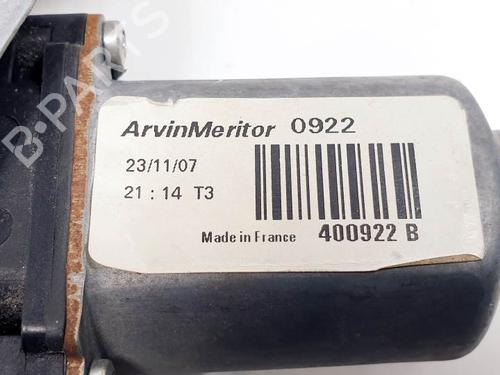 B-PARTS
ArvinMeritor 0922
23/11/07
21 : 14 T3
Made in France 400922 B